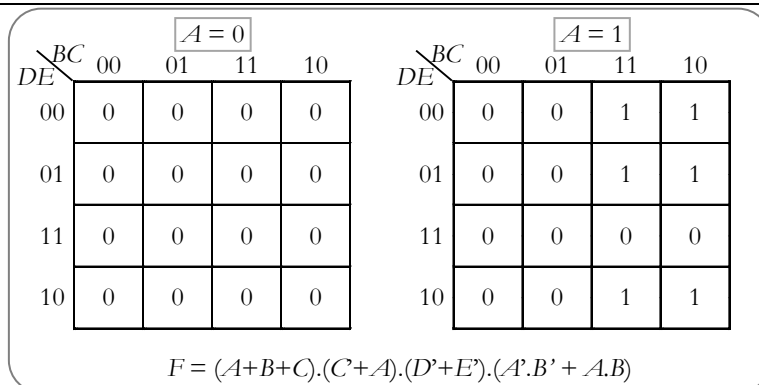 A = 0 A = 1
BC 00 01 11 10 BC 00 01 11 10
DE DE
00 0 0 0 0 00 0 0 1 1
01 0 0 0 0 01 0 0 1 1
11 0 0 0 0 11 0 0 0 0
10 0 0 0 0 10 0 0 1 1
F = (A+B+C).(C'+A).(D'+E').(A'.B' + A.B)